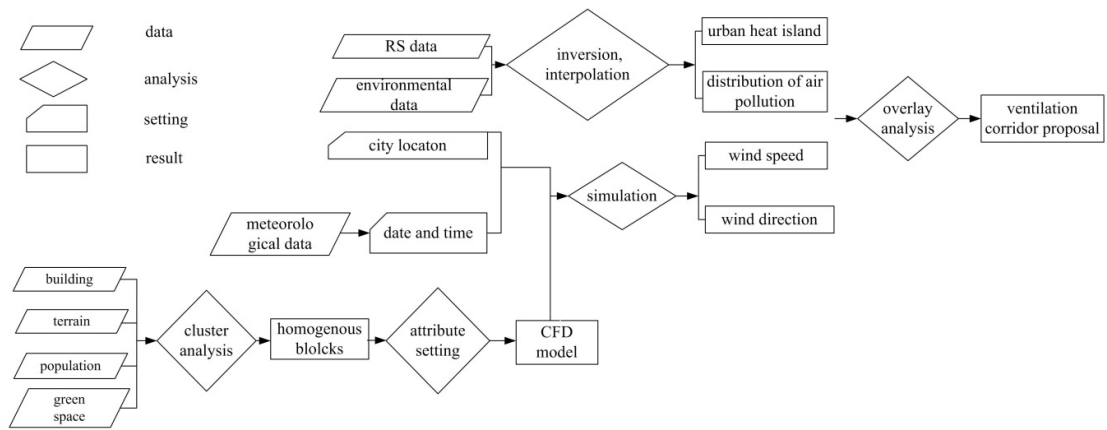 data
analysis
setting
result
RS data
environmental
data
inversion,
interpolation
urban heat island
distribution of air
pollution
overlay
analysis
ventilation
corridor proposal
city locaton
meteorolo
gical data
date and time
simulation
wind speed
wind direction
building
terrain
population
green
space
cluster
analysis
homogenous
blolcks
attribute
setting
CFD
model